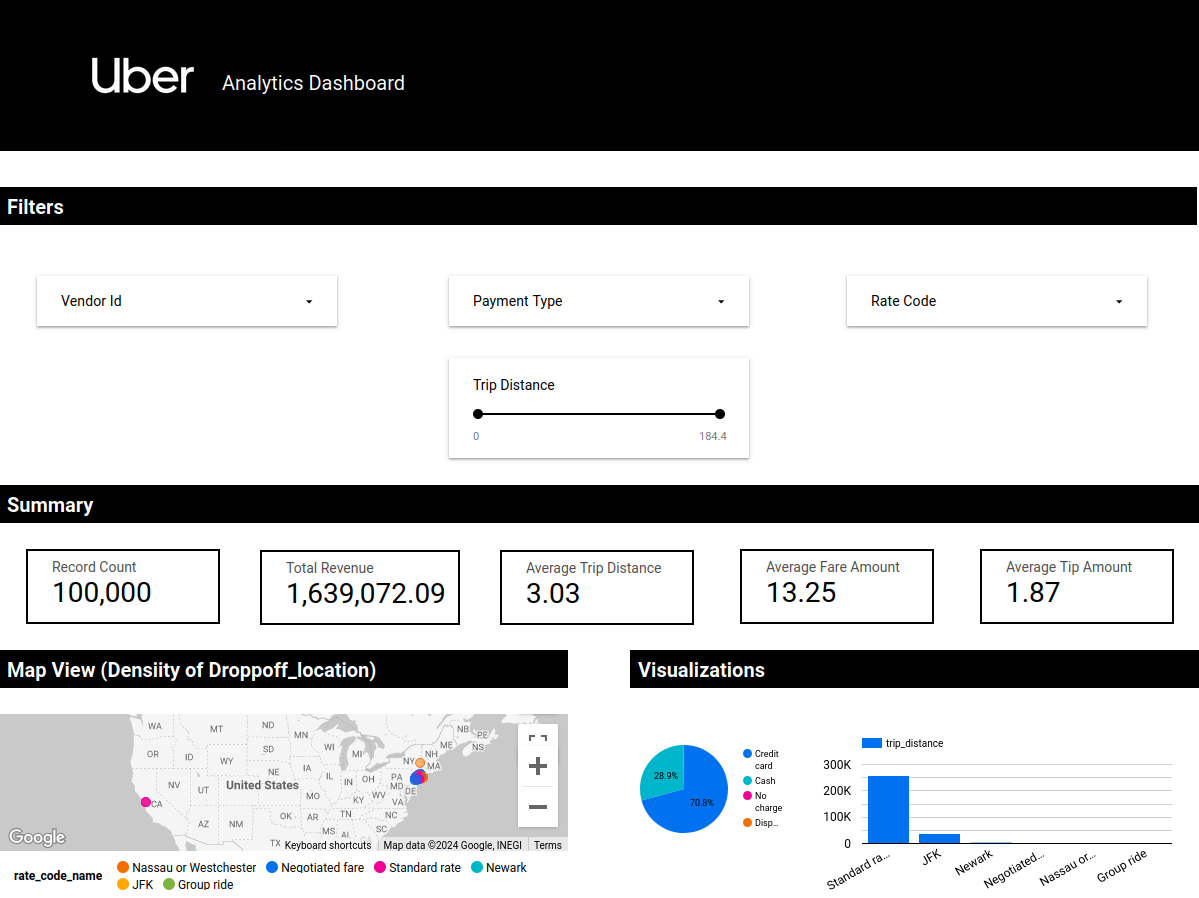 Uber Analytics Dashboard
Filters
Vendor Id
Payment Type
Rate Code
Trip Distance
0 184.4
Summary
Record Count
100,000
Total Revenue
1,639,072.09
Average Trip Distance
3.03
Average Fare Amount
13.25
Average Tip Amount
1.87
Map View (Densiity of Droppoff_location)
WA MT ND MN NB PE
OR ID WY SD WI MI NY NH ME NS
MA
NV UT NE IA IL IN OH PA
United States MD DE
CA MO KY WV VA
AZ NM OK AR TN NC
MS AL SC
TX
Google
Keyboard shortcuts Map data ©2024 Google, INEGI Terms
rate_code_name
Nassau or Westchester Negotiated fare Standard rate Newark
JFK Group ride
Visualizations
28.9%
70.8%
Credit
card
Cash
No
charge
Disp...
trip_distance
300K
200K
100K
0
Standard ra... JFK Newark Negotiated... Nassau or... Group ride